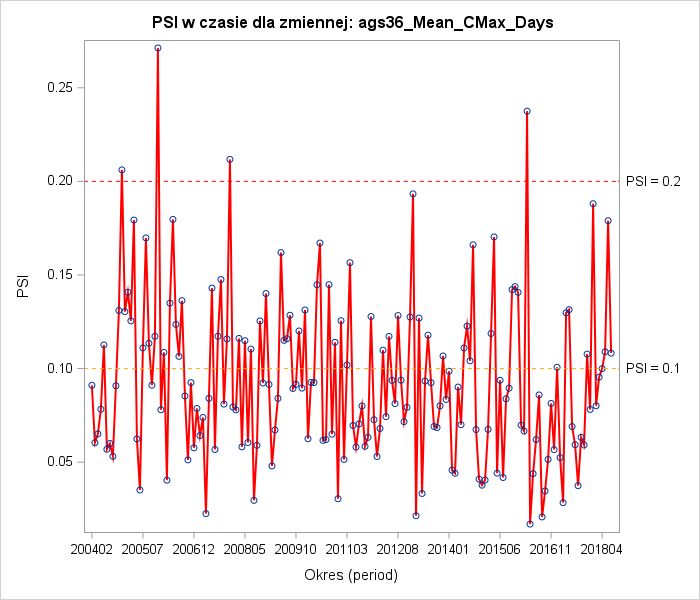 PSI w czasie dla zmiennej: ags36_Mean_CMax_Days
0.25
0.20
PSI = 0.2
0.15
PSI
0.10
PSI = 0.1
0.05
200402 200507 200612 200805 200910 201103 201208 201401 201506 201611 201804
Okres (period)